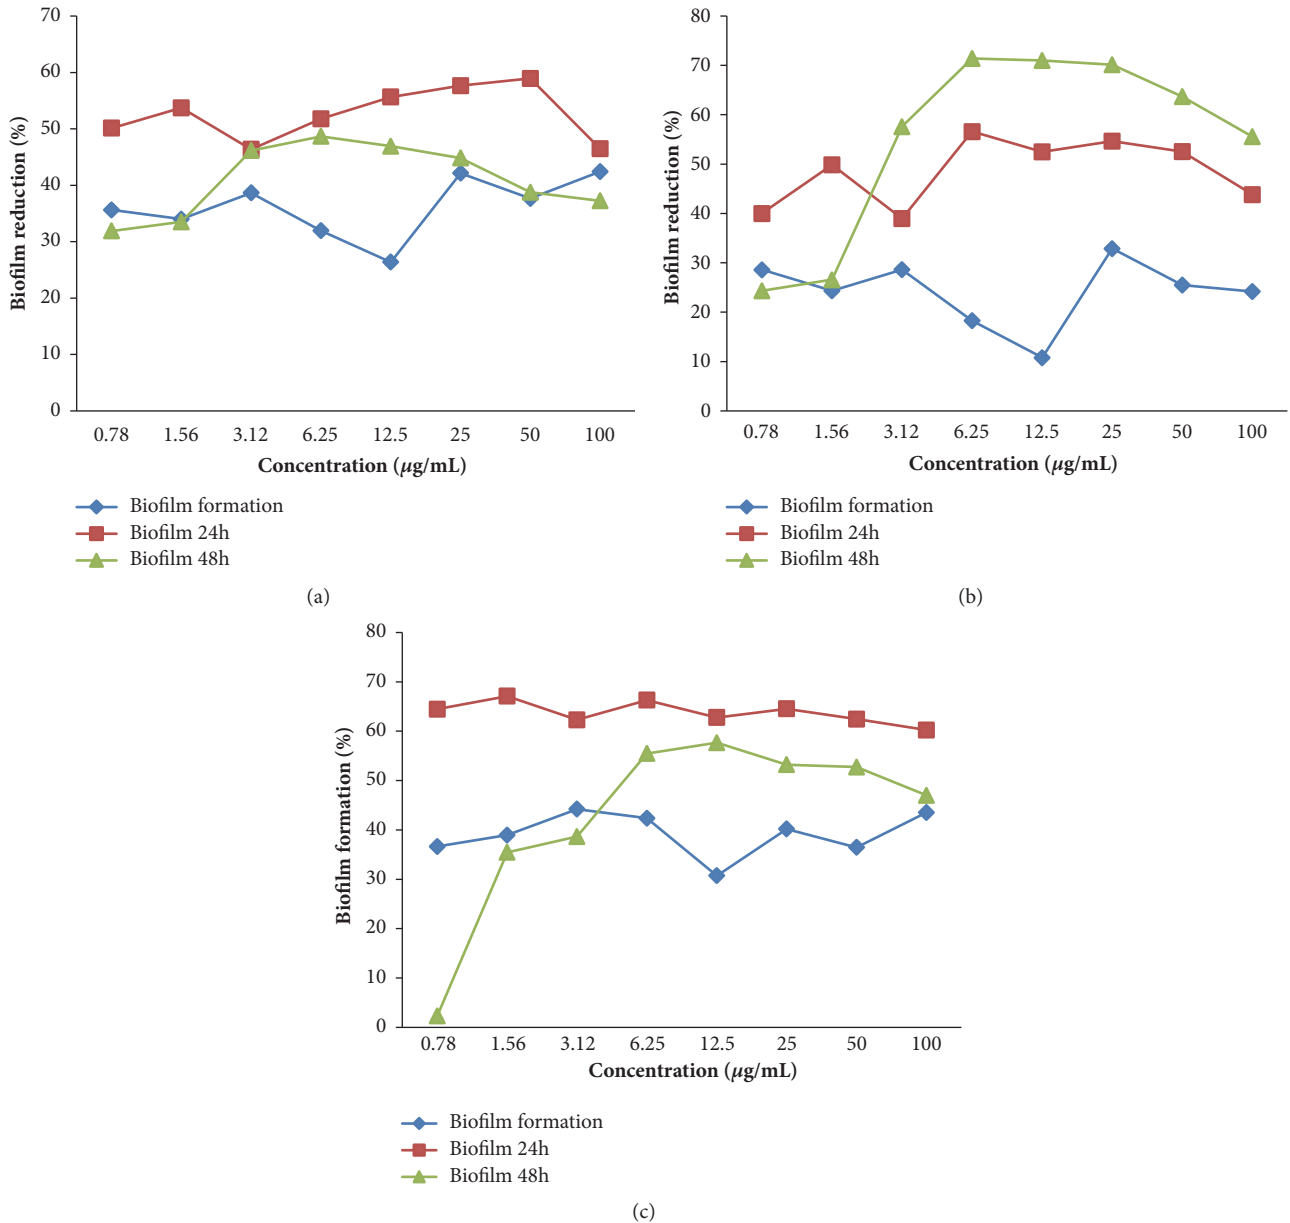 70
60
50
40
30
20
10
0
Biofilm reduction (%)
0.78 1.56 3.12 6.25 12.5 25 50 100
Concentration (μg/mL)
Biofilm formation
Biofilm 24h
Biofilm 48h
(a)
80
70
60
50
40
30
20
10
0
Biofilm reduction (%)
0.78 1.56 3.12 6.25 12.5 25 50 100
Concentration (μg/mL)
Biofilm formation
Biofilm 24h
Biofilm 48h
(b)
80
70
60
50
40
30
20
10
0
Biofilm formation (%)
0.78 1.56 3.12 6.25 12.5 25 50 100
Concentration (μg/mL)
Biofilm formation
Biofilm 24h
Biofilm 48h
(c)